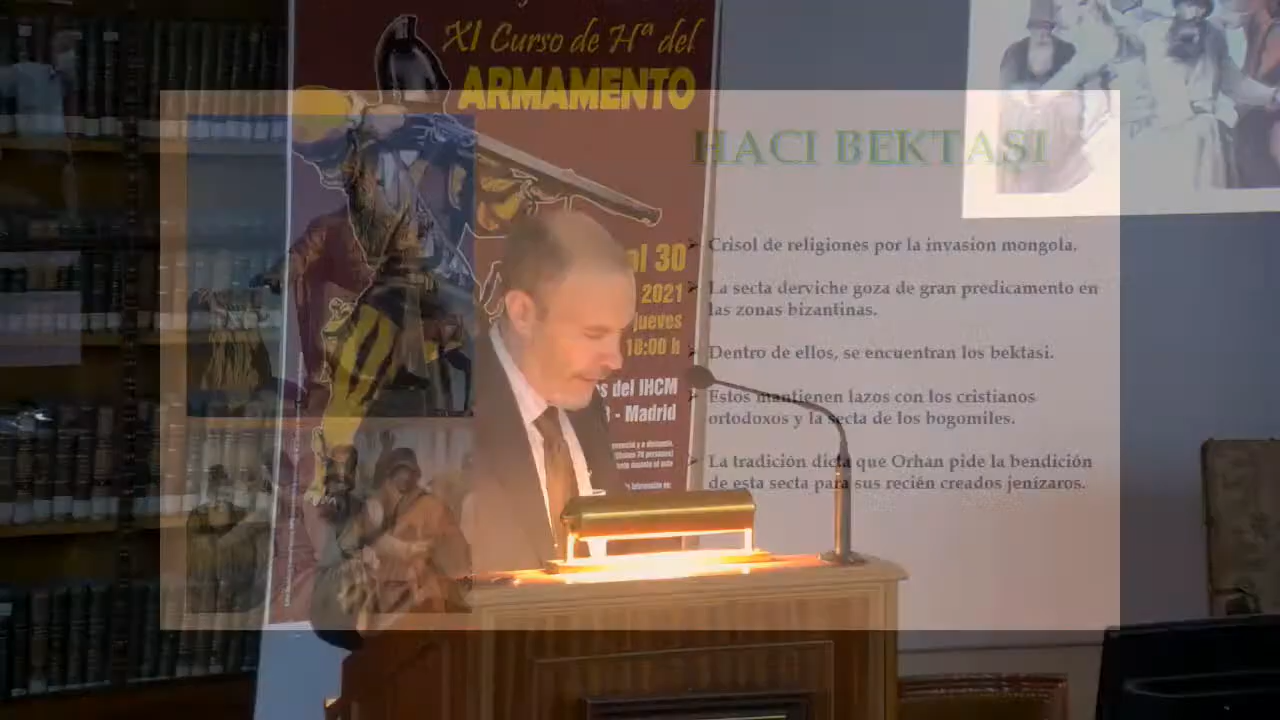 XI Curso de Hª del
ARMAMENTO
al 30
2021
jueves
18:00 h
s del IHCM
- Madrid
HACI BEKTASI
Crisol de religiones por la invasion mongola.
La secta derviche goza de gran predicamento en
las zonas bizantinas.
Dentro de ellos, se encuentran los bektasi.
Estos mantienen lazos con los cristianos
ortodoxos y la secta de los bogomiles.
La tradición dicta que Orhan pide la bendición
de esta secta para sus recién creados jenízaros.